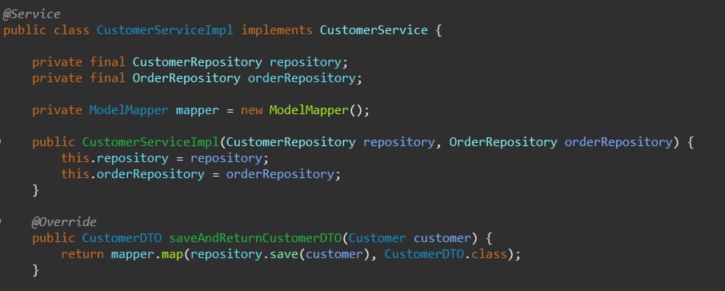 @Service
public class CustomerServiceImpl implements CustomerService {
private final CustomerRepository repository;
private final OrderRepository orderRepository;
private ModelMapper mapper = new ModelMapper();
public CustomerServiceImpl(CustomerRepository repository, OrderRepository orderRepository) {
this.repository = repository;
this.orderRepository = orderRepository;
}
@Override
public CustomerDTO saveAndReturnCustomerDTO(Customer customer) {
return mapper.map(repository.save(customer), CustomerDTO.class);
}